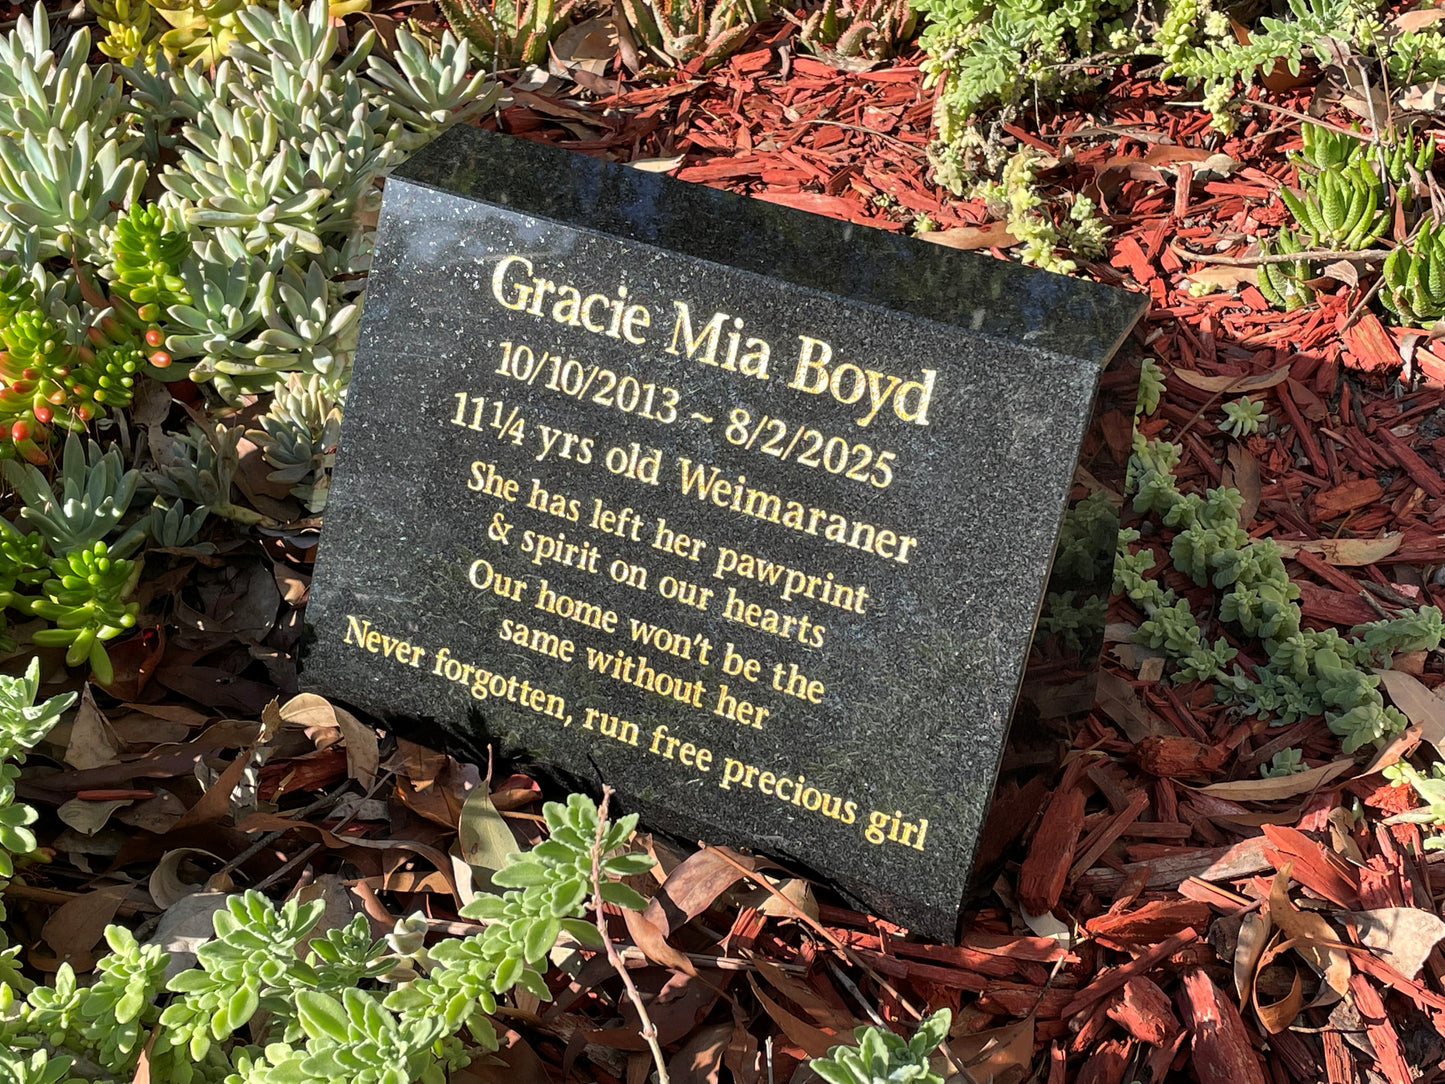 Gracie Mia Boyd
10/10/2013 ~ 8/2/2025
11¼ yrs old Weimaraner
She has left her pawprint
& spirit on our hearts
Our home won't be the
same without her
Never forgotten, run free precious girl